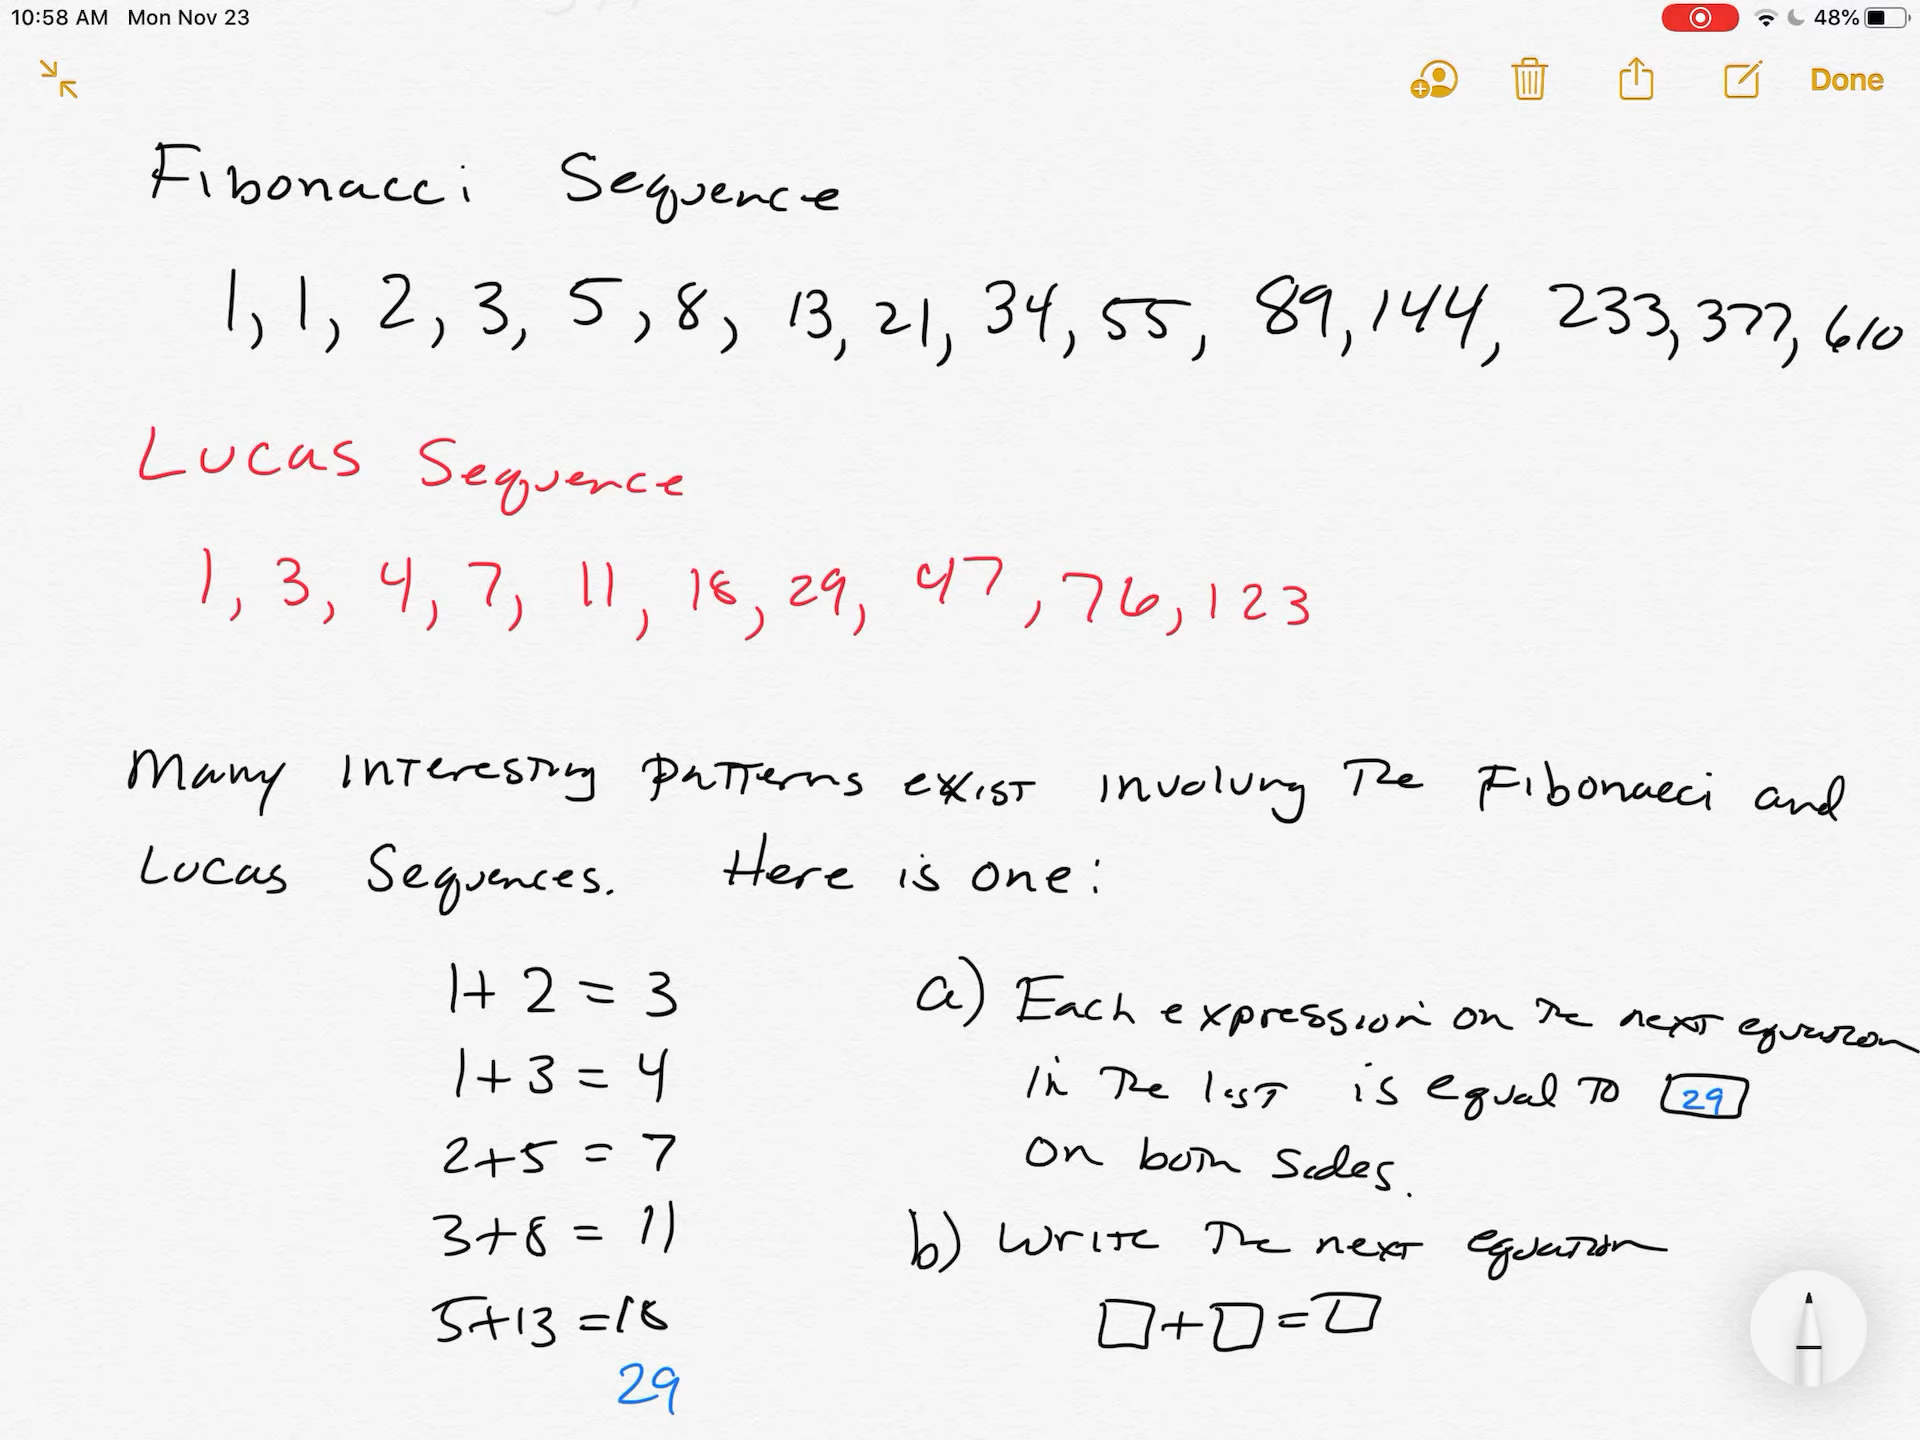 10:58 AM Mon Nov 23
48%
Done
Fibonacci Sequence
1, 1, 2, 3, 5, 8, 13, 21, 34, 55, 89, 144, 233, 377, 610
Lucas Sequence
1, 3, 4, 7, 11, 18, 29, 47, 76, 123
Many Interesting Patterns exist Involving The Fibonacci and
Lucas Sequences. Here is one:
1+2=3
1+3=4
2+5=7
3+8=11
5+13=18
29
a) Each expression on the next equation
in The list is equal to 29
on both sides.
b) Write The next equation
□+□=□